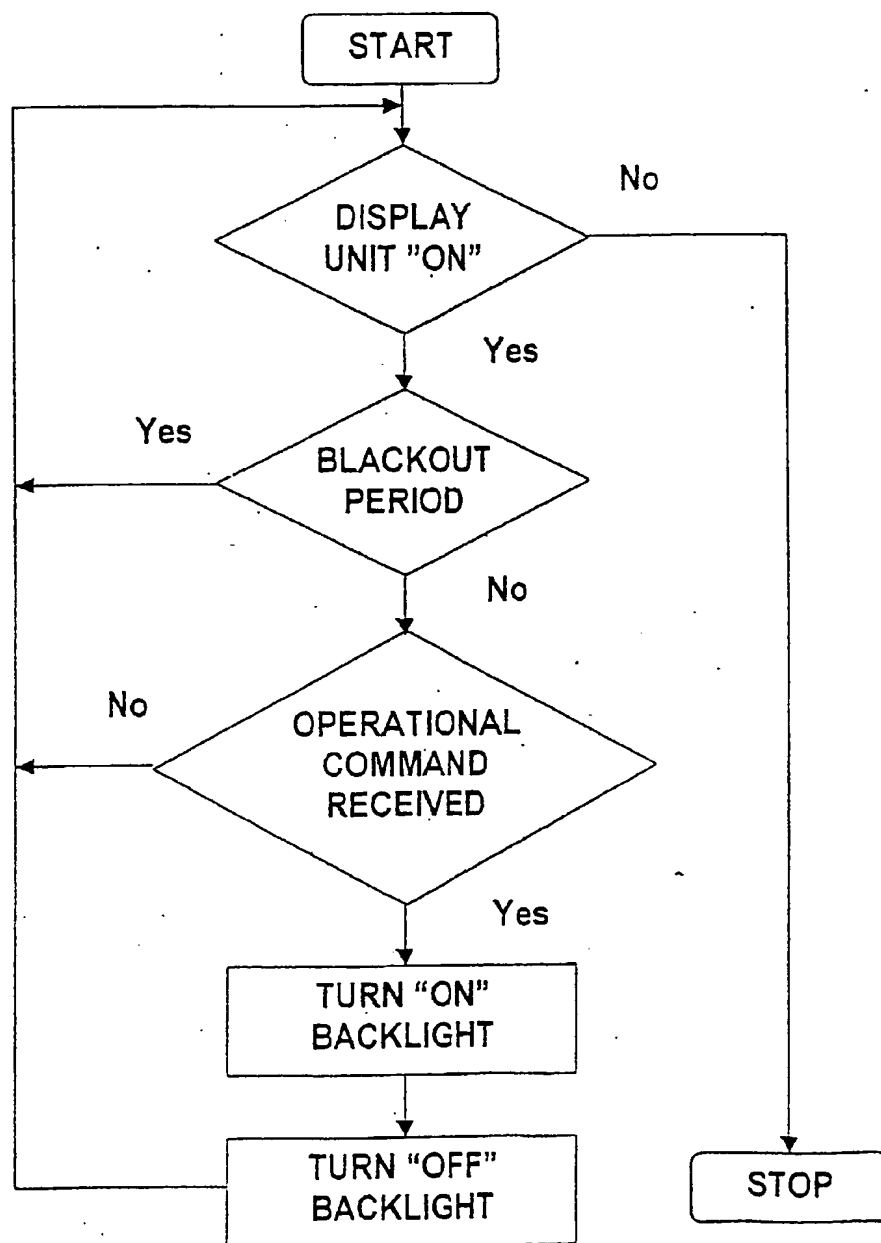 START
No
DISPLAY
UNIT "ON"
Yes
Yes
BLACKOUT
PERIOD
No
No
OPERATIONAL
COMMAND
RECEIVED
Yes
TURN “ON”
BACKLIGHT
TURN “OFF”
BACKLIGHT
STOP